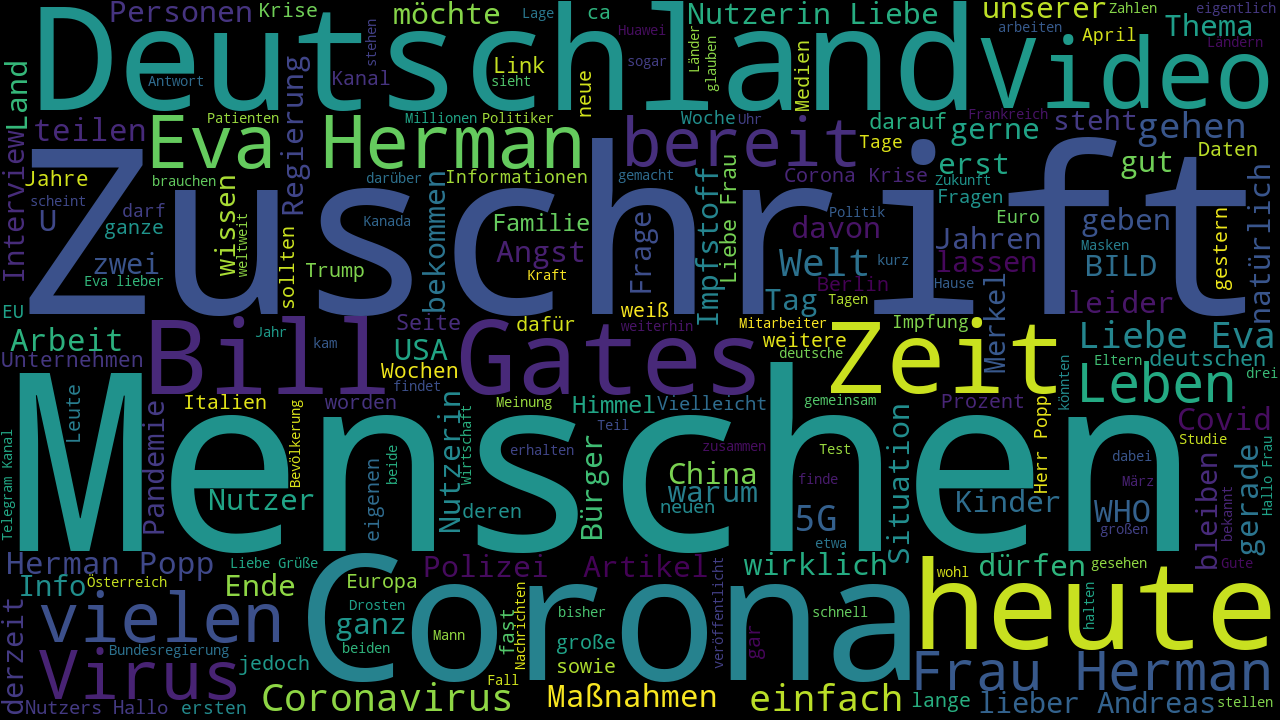 Deutschland
Video
Personen
Krise
möchte
ca
Nutzerin Liebe
unserer
Zahlen
eigentlich
Lage
stehen
Huawei
arbeiten
April
Thema
Ländern
Antwort
Kanal
Link
sieht
neue
sogar
Länder
glauben
Medien
Land
teilen
Regierung
Patienten
Eva Herman
Millionen
Politiker
bereit
Woche
Uhr
Tage
darauf
gerne
Frankreich
steht
gehen
Daten
Interview
Jahre
brauchen
darüber
Informationen
gemacht
Corona Krise
erst
Zukunft
gut
Zuschrift
scheint
U
darf
ganze
wissen
weltweit
sollten
Kanada
bekommen
Familie
Angst
Frage
Impfstoff
Liebe Frau
Politik
davon
Fragen
Euro
Jahren
geben
Masken
gestern
natürlich
zwei
Eva lieber
Trump
Kraft
Welt
kurz
lassen
BILD
Berlin
Hause
EU
weiß
Tag
Tagen
leider
Arbeit
Bill Gates
Jahr
kam
Seite
dafür
weiterhin
Mitarbeiter
weitere
Impfung
Zeit
Merkel
Liebe Eva
Unternehmen
USA
Wochen
findet
deutsche
Eltern
deutschen
drei
Leben
könnten
Menschen
Leute
Italien
Bevölkerung
worden
Meinung
Himmel
Vielleicht
gemeinsam
Prozent
Herr Popp
Covid
Pandemie
Nutzer
eigenen
beide
Nutzerin
Wirtschaft
Teil
erhalten
deren
Bürger
zusammen
China
warum
neuen
Test
finde
5G
etwa
Situation
Kinder
dabei
WHO
März
großen
Studie
bleiben
bekannt
gerade
Hallo Frau
Telegram Kanal
Herman Popp
Liebe Grüße
Info
Österreich
Ende
Corona
Europa
Polizei
Artikel
wirklich
wohl
dürfen
gesehen
Gute
heute
derzeit
vielen
Drosten
ganz
beiden
Mann
fast
Nachrichten
bisher
große
sowie
veröffentlicht
gar
schnell
halten
Virus
Bundesregierung
jedoch
Fall
Frau Herman
Nutzers Hallo
ersten
Coronavirus
Maßnahmen
einfach
lange
lieber Andreas
stellen